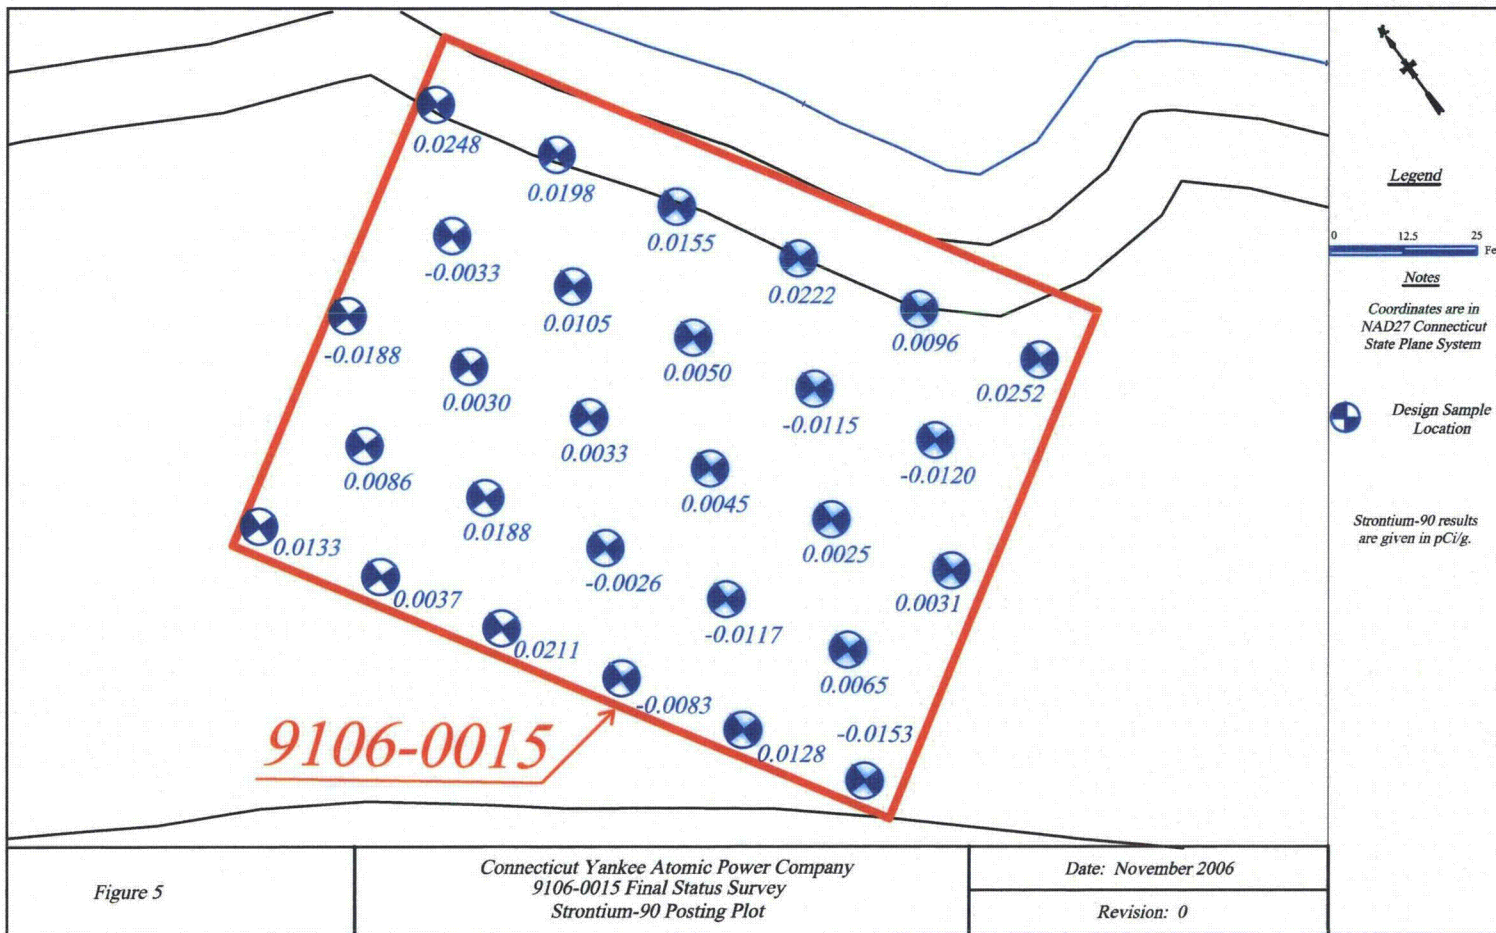 0.0248
0.0198
0.0155
-0.0033
0.0222
0.0105
0.0096
-0.0188
0.0050
0.0252
0.0030
-0.0115
0.0033
-0.0120
0.0086
0.0045
0.0188
0.0025
0.0133
-0.0026
0.0031
0.0037
-0.0117
0.0211
0.0065
-0.0083
-0.0153
0.0128
9106-0015
Legend
0 12.5 25
Fe
Notes
Coordinates are in
NAD27 Connecticut
State Plane System
Design Sample
Location
Strontium-90 results
are given in pCi/g.
Figure 5
Connecticut Yankee Atomic Power Company
9106-0015 Final Status Survey
Strontium-90 Posting Plot
Date: November 2006
Revision: 0